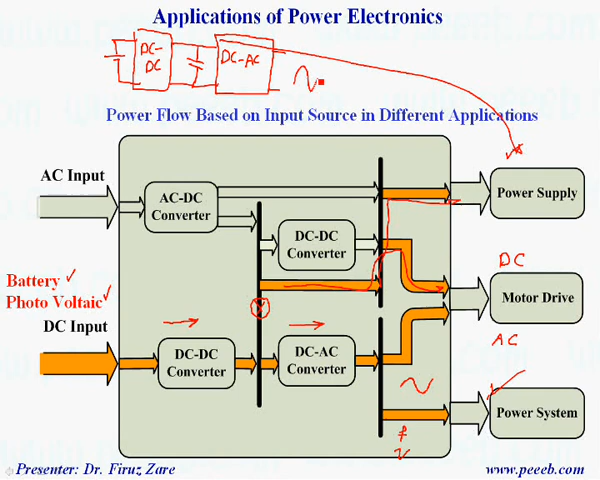 Applications of Power Electronics
DC-
DC
DC-AC
Power Flow Based on Input Source in Different Applications
AC Input
AC-DC
Converter
Power Supply
DC-DC
Converter
Battery
Photo Voltaic
DC
Motor Drive
V
DC Input
AC
DC-DC
Converter
DC-AC
Converter
Power System
f
V
Presenter: Dr. Firuz Zare
www.peeeb.com